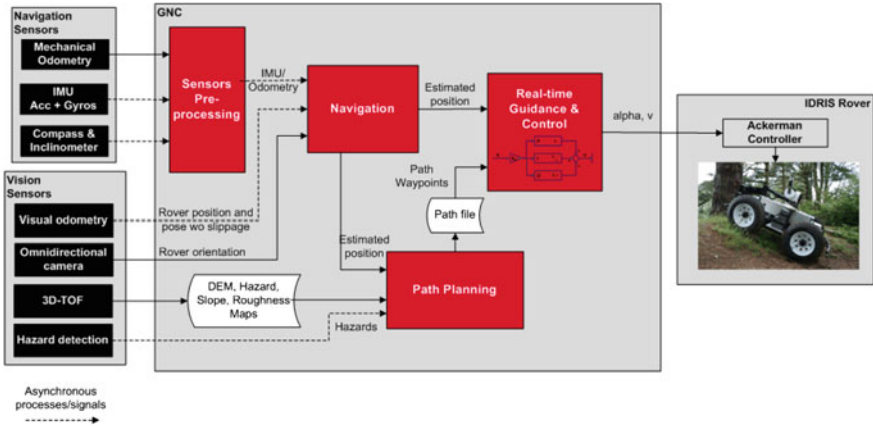 Navigation
Sensors
Mechanical
Odometry
IMU
Acc + Gyros
Compass &
Inclinometer
Vision
Sensors
Visual odometry
Omnidirectional
camera
3D-TOF
Hazard detection
Asynchronous
processes/signals
GNC
Sensors
Pre-
processing
IMU/
Odometry
Navigation
Estimated
position
Real-time
Guidance &
Control
alpha, v
Rover position and
pose wo slippage
Rover orientation
Estimated
position
Path
Waypoints
Path file
DEM, Hazard,
Slope, Roughness
Maps
Hazards
Path Planning
IDRIS Rover
Ackerman
Controller